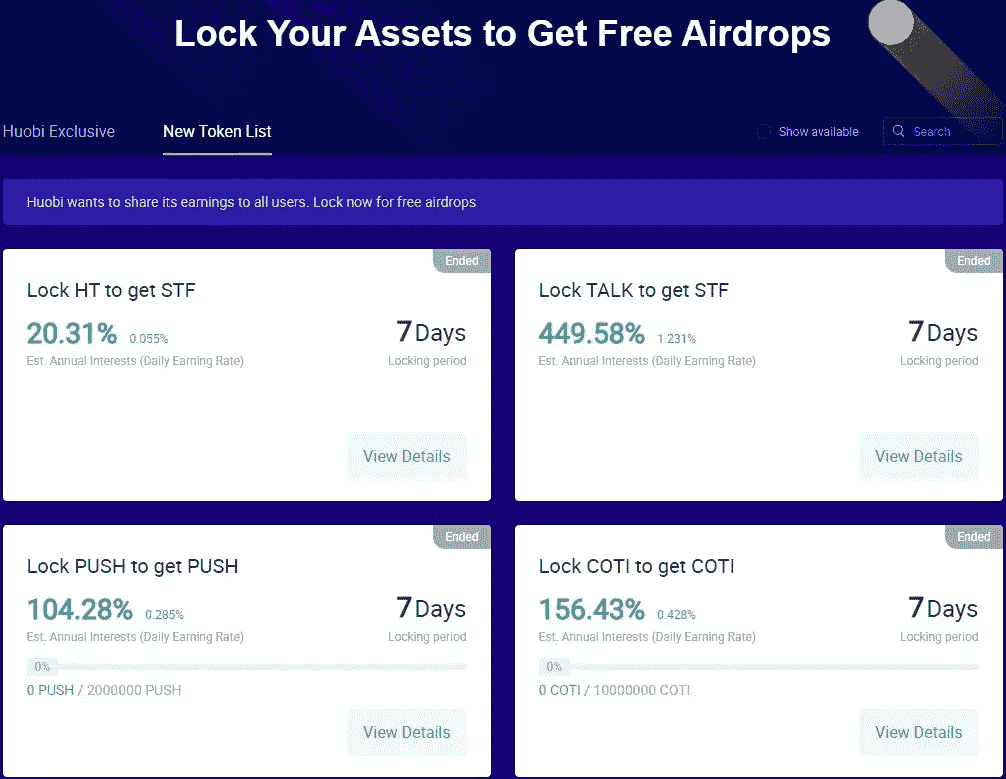 Lock Your Assets to Get Free Airdrops
Huobi Exclusive New Token List Show available Search
Huobi wants to share its earnings to all users. Lock now for free airdrops
Ended
Lock HT to get STF
20.31% 0.055% 7 Days
Est. Annual Interests (Daily Earning Rate) Locking period
View Details
Ended
Lock TALK to get STF
449.58% 1.231% 7 Days
Est. Annual Interests (Daily Earning Rate) Locking period
View Details
Ended
Lock PUSH to get PUSH
104.28% 0.285% 7 Days
Est. Annual Interests (Daily Earning Rate) Locking period
0%
0 PUSH / 2000000 PUSH
View Details
Ended
Lock COTI to get COTI
156.43% 0.428% 7 Days
Est. Annual Interests (Daily Earning Rate) Locking period
0%
0 COTI / 10000000 COTI
View Details